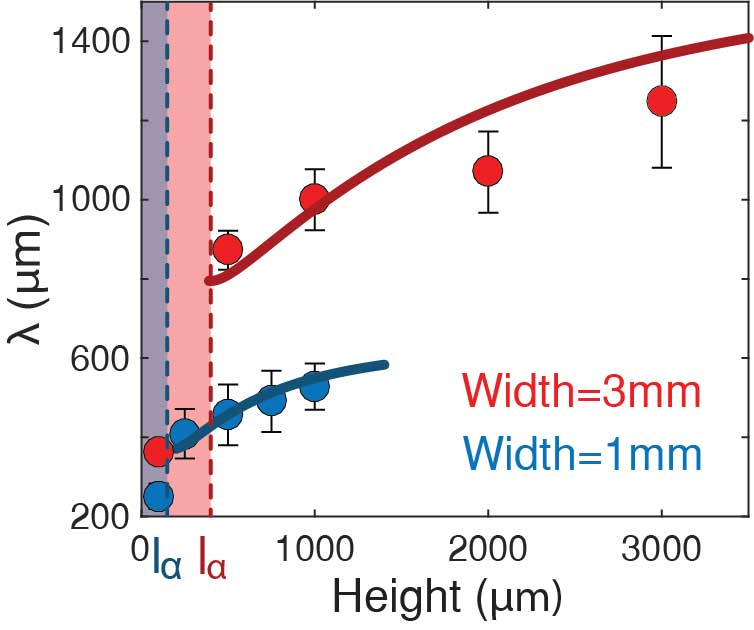 1400
1000
600
200
λ (μm)
Width=3mm
Width=1mm
0 1000 2000 3000
lα lα
Height (μm)